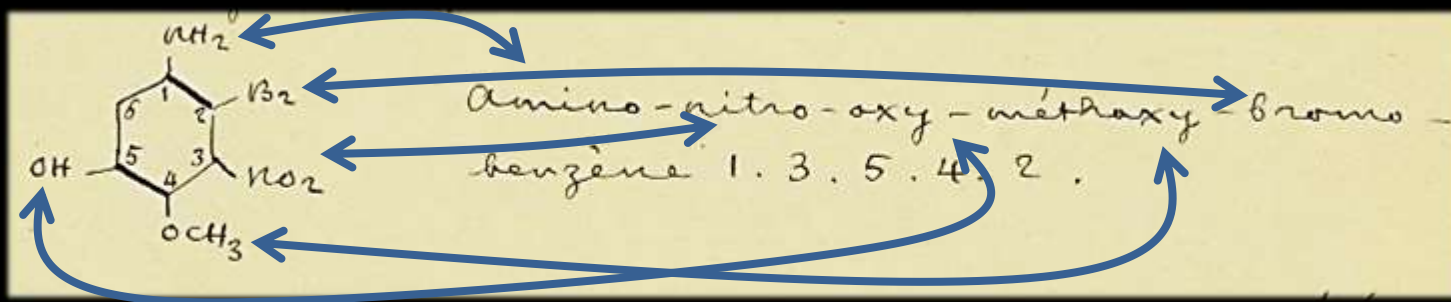 NH2
1
6
2
Br
5
3
OH
4
NO2
OCH3
Amino-nitro-oxy-méthoxy-bromo-
benzène 1.3.5.4.2.